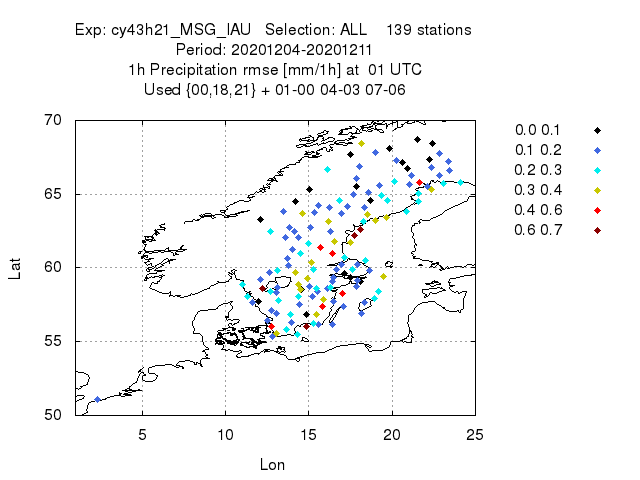 Exp: cy43h21_MSG_IAU Selection: ALL 139 stations
Period: 20201204-20201211
1h Precipitation rmse [mm/1h] at 01 UTC
Used {00,18,21} + 01-00 04-03 07-06
70
65
60
55
50
Lat
5 10 15 20 25
Lon
0.0 0.1
0.1 0.2
0.2 0.3
0.3 0.4
0.4 0.6
0.6 0.7